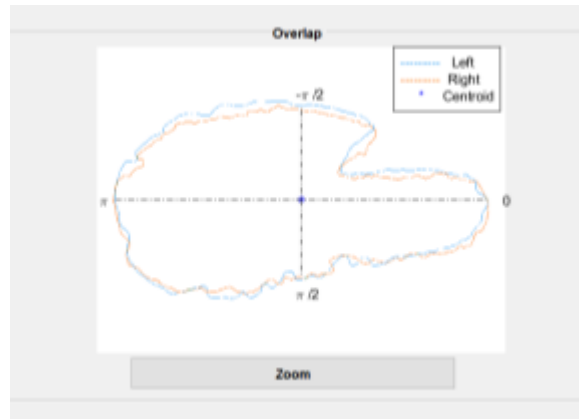 Overlap
Left
Right
Centroid
-π /2
π
0
π /2
Zoom